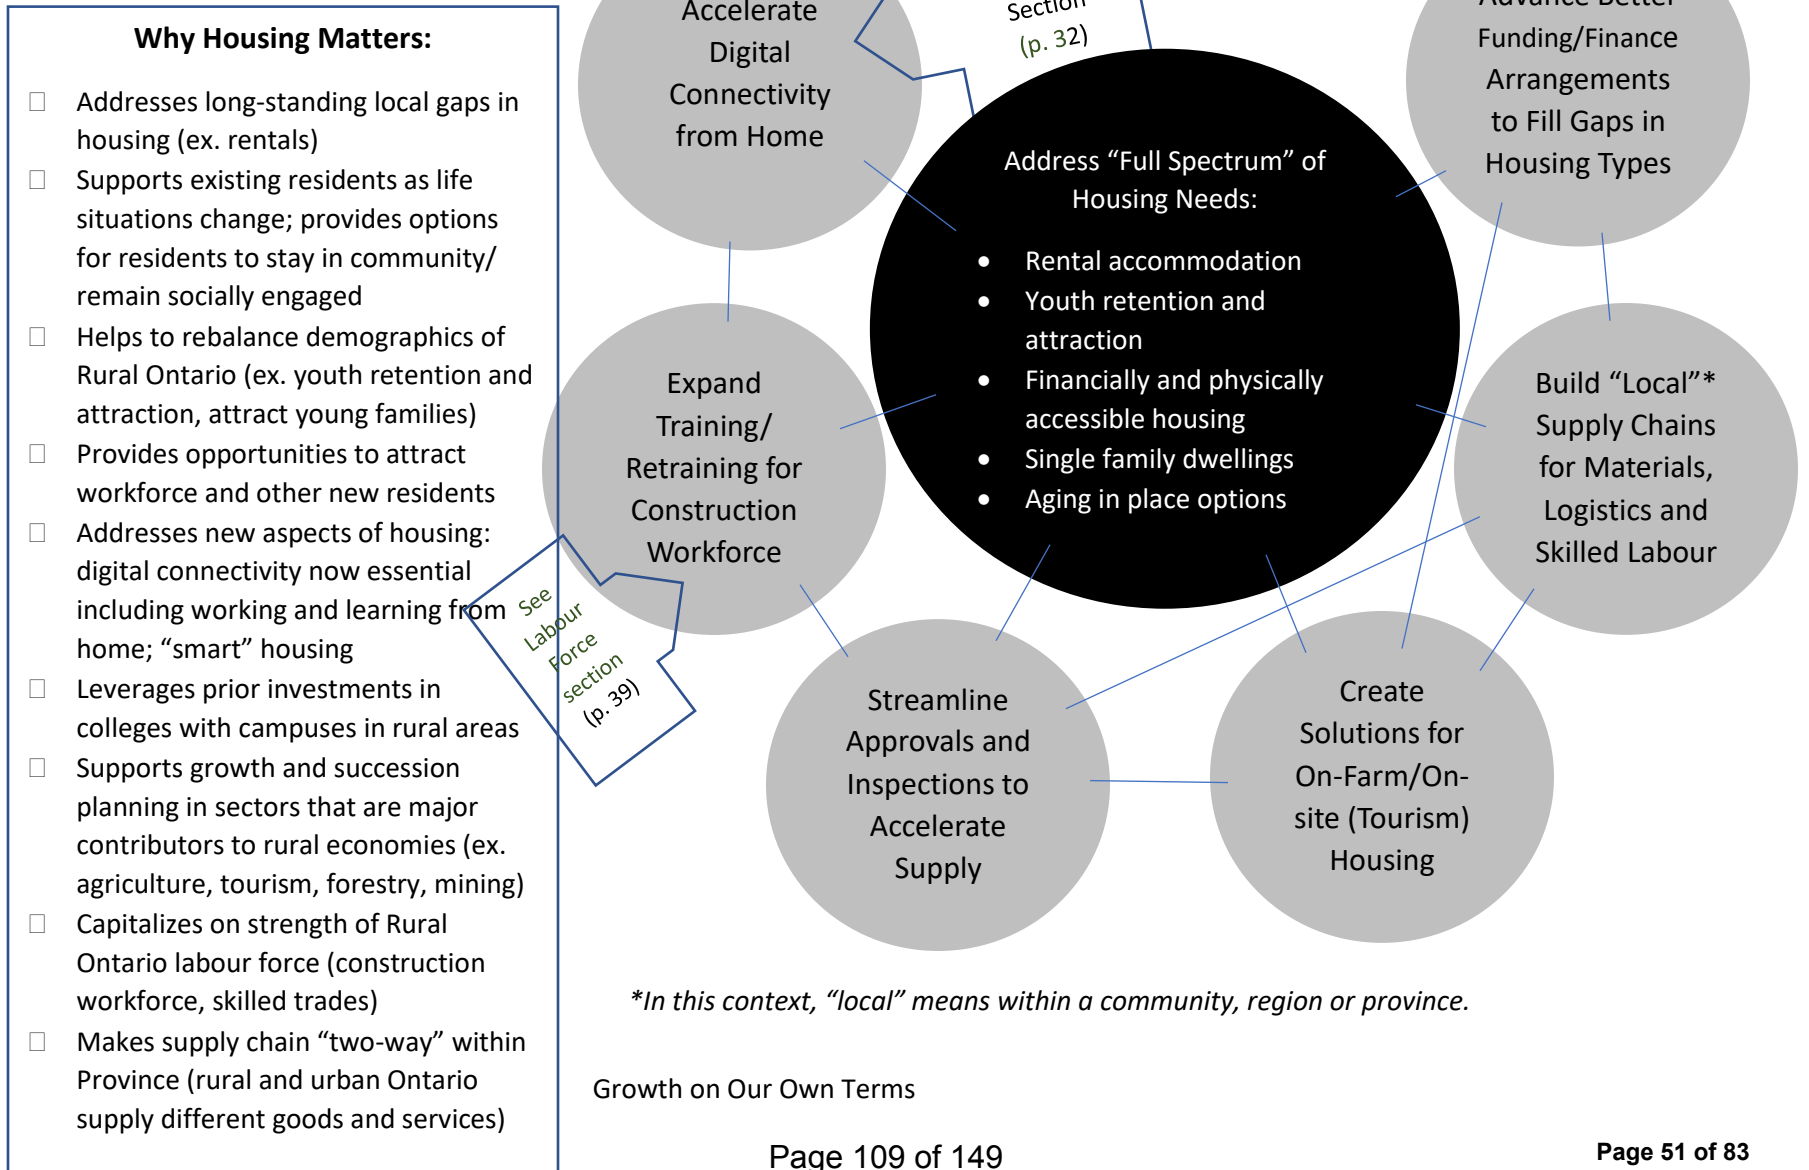 Why Housing Matters:
Addresses long-standing local gaps in
housing (ex. rentals)
Supports existing residents as life
situations change; provides options
for residents to stay in community/
remain socially engaged
Helps to rebalance demographics of
Rural Ontario (ex. youth retention and
attraction, attract young families)
Provides opportunities to attract
workforce and other new residents
Addresses new aspects of housing:
digital connectivity now essential
including working and learning from
home; “smart” housing
Leverages prior investments in
colleges with campuses in rural areas
Supports growth and succession
planning in sectors that are major
contributors to rural economies (ex.
agriculture, tourism, forestry, mining)
Capitalizes on strength of Rural
Ontario labour force (construction
workforce, skilled trades)
Makes supply chain “two-way” within
Province (rural and urban Ontario
supply different goods and services)
Accelerate
Digital
Connectivity
from Home
Section
(p. 32)
Advance Better
Funding/Finance
Arrangements
to Fill Gaps in
Housing Types
Address “Full Spectrum” of
Housing Needs:
• Rental accommodation
• Youth retention and
attraction
• Financially and physically
accessible housing
• Single family dwellings
• Aging in place options
Expand
Training/
Retraining for
Construction
Workforce
See
Labour
Force
section
(p. 39)
Build “Local”*
Supply Chains
for Materials,
Logistics and
Skilled Labour
Streamline
Approvals and
Inspections to
Accelerate
Supply
Create
Solutions for
On-Farm/On-
site (Tourism)
Housing
*In this context, “local” means within a community, region or province.
Growth on Our Own Terms
Page 109 of 149
Page 51 of 83